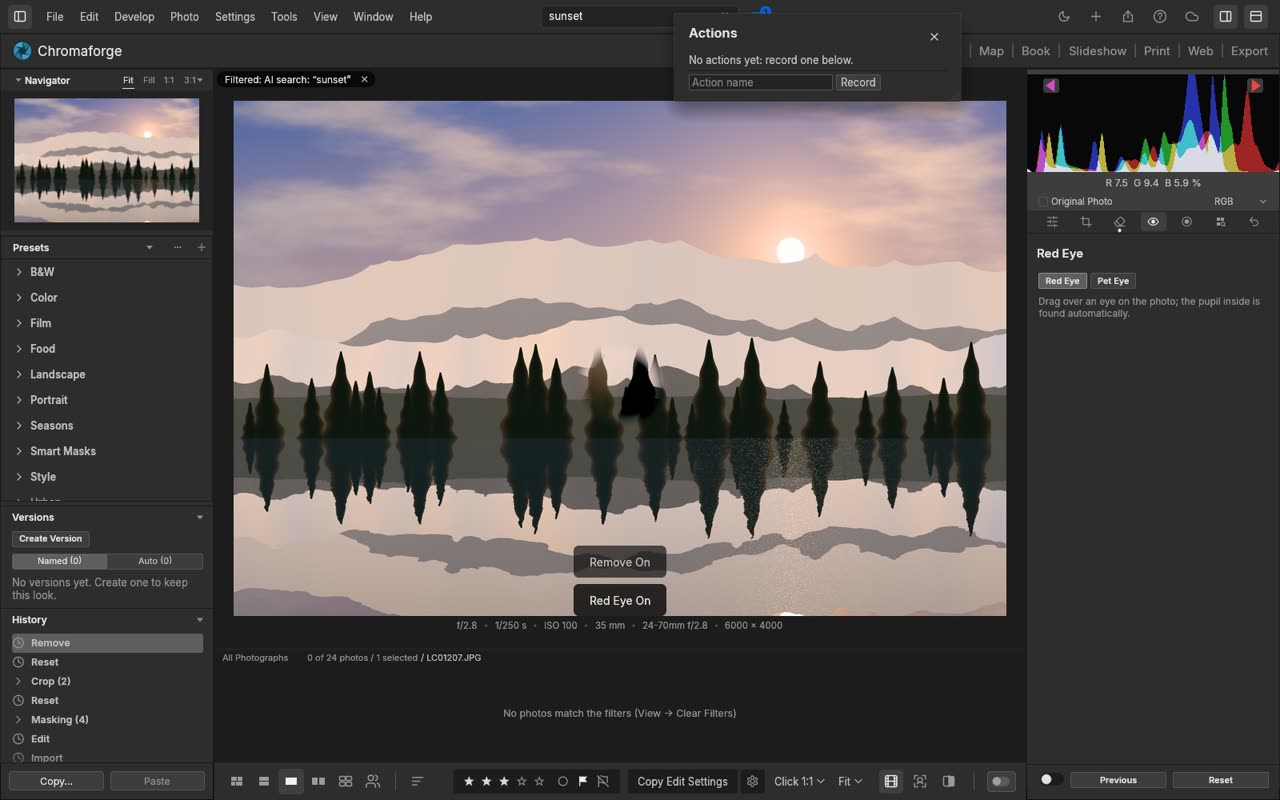 File Edit Develop Photo Settings Tools View Window Help
sunset
Actions
No actions yet: record one below.
Action name Record
Chromaforge
Map Book Slideshow Print Web Export
Navigator Fit Fill 1:1 3:1
Filtered: AI search: “sunset”
R 7.5 G 9.4 B 5.9 %
Original Photo RGB
Presets
B&W
Color
Film
Food
Landscape
Portrait
Seasons
Smart Masks
Style
Red Eye
Red Eye Pet Eye
Drag over an eye on the photo; the pupil inside is
found automatically.
Remove On
Red Eye On
f/2.8 • 1/250 s • ISO 100 • 35 mm • 24-70mm f/2.8 • 6000 × 4000
Versions
Create Version
Named (0) Auto (0)
No versions yet. Create one to keep
this look.
History
Remove
Reset
Crop (2)
Reset
Masking (4)
Edit
Import
All Photographs 0 of 24 photos / 1 selected / LC01207.JPG
No photos match the filters (View → Clear Filters)
Copy... Paste
Copy Edit Settings Click 1:1 Fit
Previous Reset